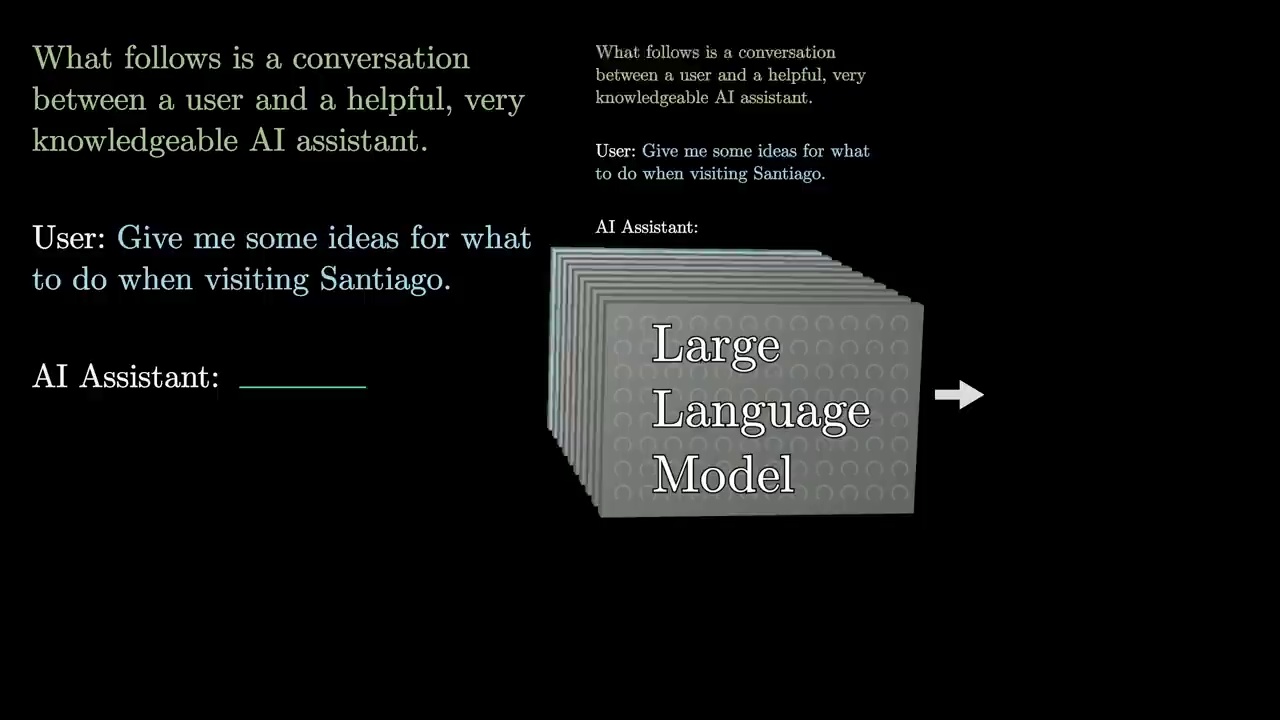 What follows is a conversation
between a user and a helpful, very
knowledgeable AI assistant.
User: Give me some ideas for what
to do when visiting Santiago.
AI Assistant:
What follows is a conversation
between a user and a helpful, very
knowledgeable AI assistant.
User: Give me some ideas for what
to do when visiting Santiago.
AI Assistant:
Large
Language
Model